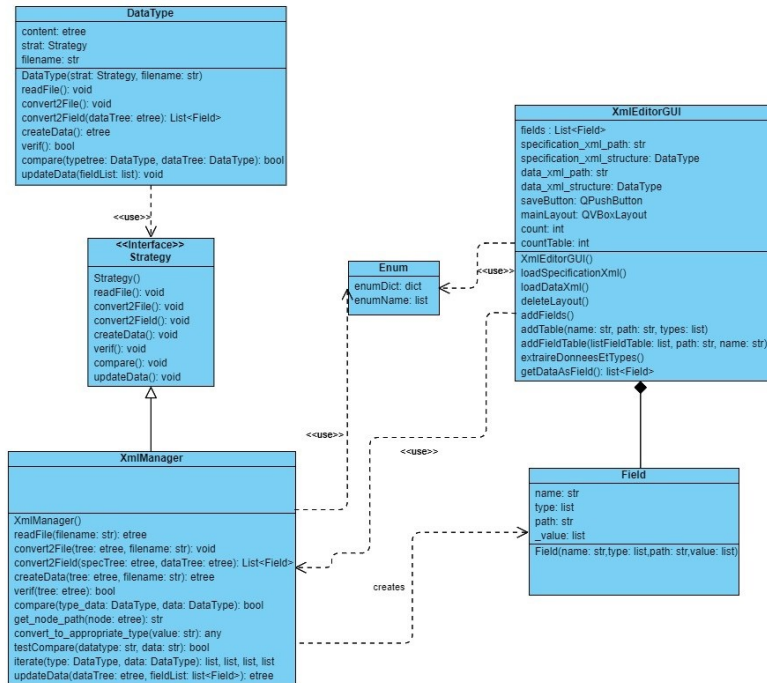 DataType
content: etree
strat: Strategy
filename: str
DataType(strat: Strategy, filename: str)
readFile(): void
convert2File(): void
convert2Field(dataTree: etree): List<Field>
createData(): etree
verif(): bool
compare(typetree: DataType, dataTree: DataType): bool
updateData(fieldList: list): void
<<use>>
<<Interface>>
Strategy
Strategy()
readFile(): void
convert2File(): void
convert2Field(): void
createData(): void
verif(): void
compare(): void
updateData(): void
Enum
enumDict: dict
enumName: list
<<use>>
XmlEditorGUI
fields : List<Field>
specification_xml_path: str
specification_xml_structure: DataType
data_xml_path: str
data_xml_structure: DataType
saveButton: QPushButton
mainLayout: QVBoxLayout
count: int
countTable: int
XmlEditorGUI()
loadSpecificationXml()
loadDataXml()
deleteLayout()
addFields()
addTable(name: str, path: str, types: list)
addFieldTable(listFieldTable: list, path: str, name: str)
extraireDonneesEtTypes()
getDataAsField(): list<Field>
<<use>>
<<use>>
XmlManager
XmlManager()
readFile(filename: str): etree
convert2File(tree: etree, filename: str): void
convert2Field(specTree: etree, dataTree: etree): List<Field>
createData(tree: etree, filename: str): etree
verif(tree: etree): bool
compare(type_data: DataType, data: DataType): bool
get_node_path(node: etree): str
convert_to_appropriate_type(value: str): any
testCompare(datatype: str, data: str): bool
iterate(type: DataType, data: DataType): list, list, list, list
updateData(dataTree: etree, fieldList: list<Field>): etree
creates
Field
name: str
type: list
path: str
_value: list
Field(name: str,type: list,path: str,value: list)